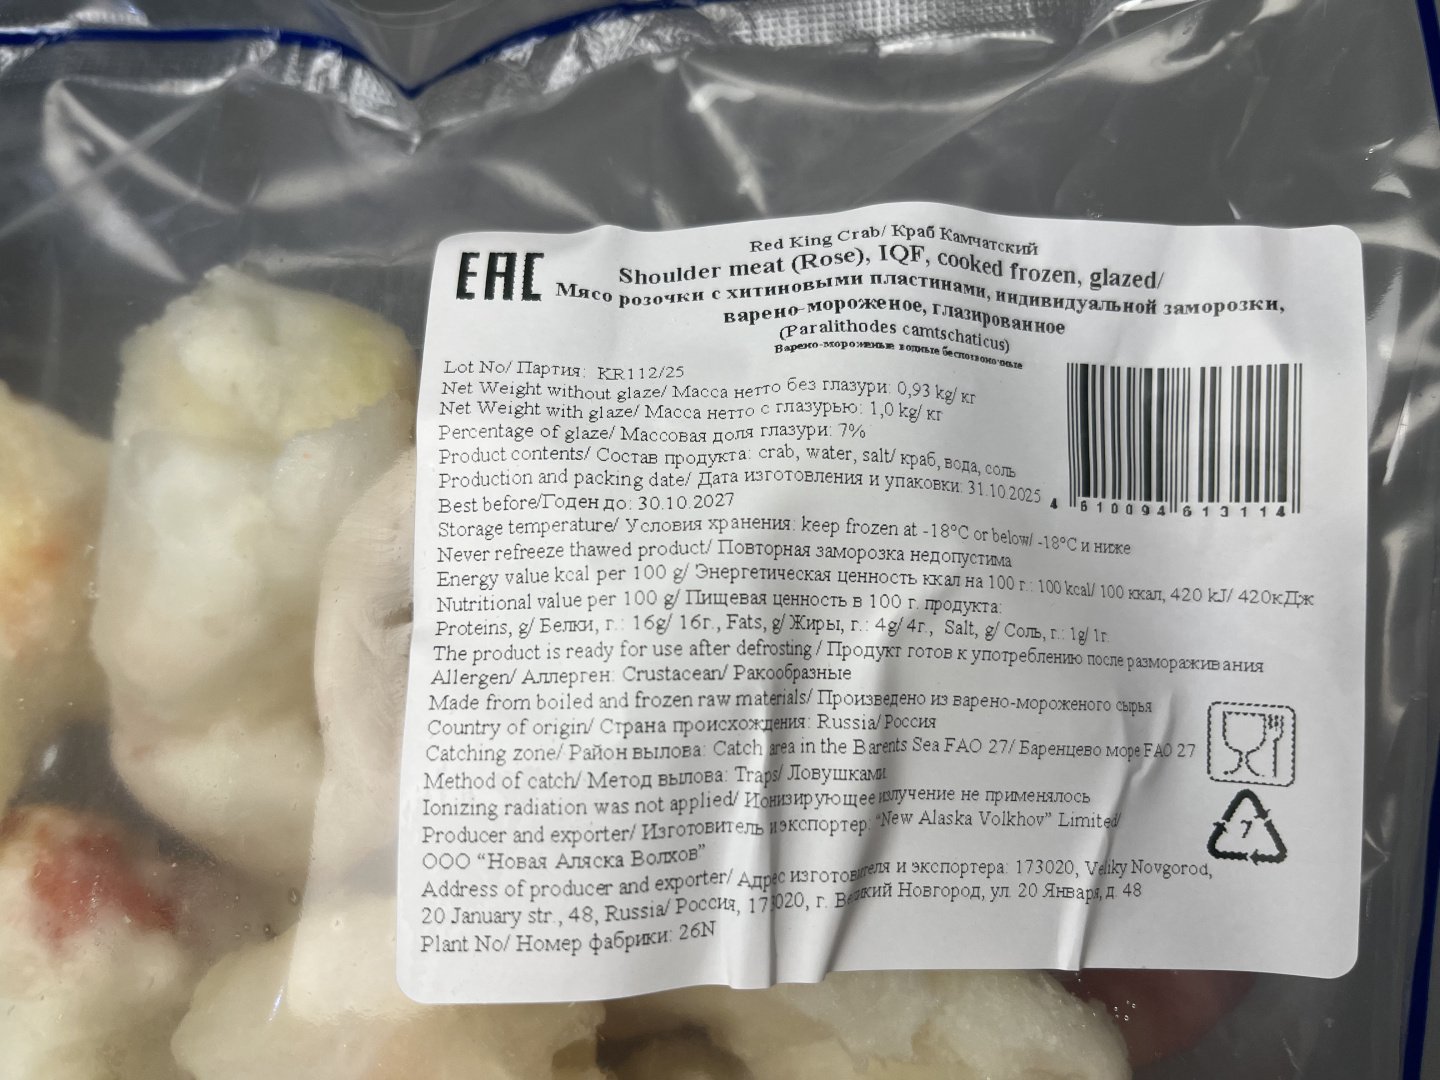 EAC
Red King Crab/ Краб Камчатский
Shoulder meat (Rose), IQF, cooked frozen, glazed/
Мясо розочки с хитиновыми пластинами, индивидуальной заморозки,
варено-мороженое, глазированное
(Paralithodes camtschaticus)
Варено-мороженые водные беспозвоночные
Lot No/ Партия: KR112/25
Net Weight without glaze/ Масса нетто без глазури: 0,93 kg/ кг
Net Weight with glaze/ Масса нетто с глазурью: 1,0 kg/ кг
Percentage of glaze/ Массовая доля глазури: 7%
Product contents/ Состав продукта: crab, water, salt/ краб, вода, соль
Production and packing date/ Дата изготовления и упаковки: 31.10.2025
Best before/Годен до: 30.10.2027
4 610094 613114
Storage temperature/ Условия хранения: keep frozen at -18°C or below/ -18°C и ниже
Never refreeze thawed product/ Повторная заморозка недопустима
Energy value kcal per 100 g/ Энергетическая ценность ккал на 100 г.: 100 kcal/ 100 ккал, 420 kJ/ 420кДж
Nutritional value per 100 g/ Пищевая ценность в 100 г. продукта:
Proteins, g/ Белки, г.: 16g/ 16г., Fats, g/ Жиры, г.: 4g/ 4г., Salt, g/ Соль, г.: 1g/ 1г.
The product is ready for use after defrosting / Продукт готов к употреблению после размораживания
Allergen/ Аллерген: Crustacean/ Ракообразные
Made from boiled and frozen raw materials/ Произведено из варено-мороженого сырья
Country of origin/ Страна происхождения: Russia/ Россия
Catching zone/ Район вылова: Catch area in the Barents Sea FAO 27/ Баренцево море FAO 27
Method of catch/ Метод вылова: Traps/ Ловушками
Ionizing radiation was not applied/ Ионизирующее излучение не применялось
Producer and exporter/ Изготовитель и экспортер: "New Alaska Volkhov" Limited/
ООО "Новая Аляска Волхов"
Address of producer and exporter/ Адрес изготовителя и экспортера: 173020, Veliky Novgorod,
20 January str., 48, Russia/ Россия, 173020, г. Великий Новгород, ул. 20 Января, д. 48
Plant No/ Номер фабрики: 26N
7